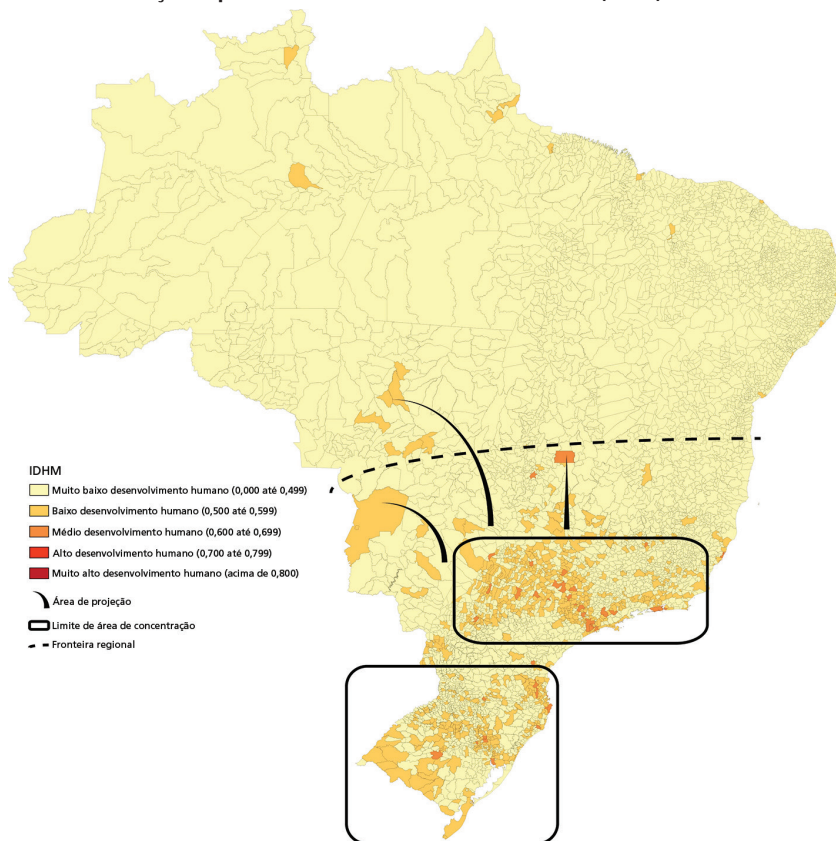 IDHM
Muito baixo desenvolvimento humano (0,000 até 0,499)
Baixo desenvolvimento humano (0,500 até 0,599)
Médio desenvolvimento humano (0,600 até 0,699)
Alto desenvolvimento humano (0,700 até 0,799)
Muito alto desenvolvimento humano (acima de 0,800)
Área de projeção
Limite de área de concentração
Fronteira regional